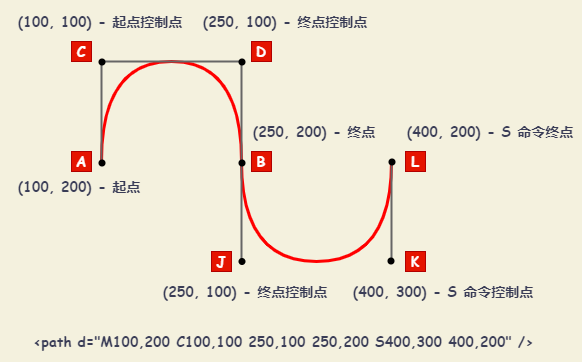 (100, 100) - 起点控制点
(250, 100) - 终点控制点
C
D
(250, 200) - 终点
(400, 200) - S 命令终点
A
B
L
(100, 200) - 起点
J
K
(250, 100) - 终点控制点
(400, 300) - S 命令控制点
<path d="M100,200 C100,100 250,100 250,200 S400,300 400,200" />